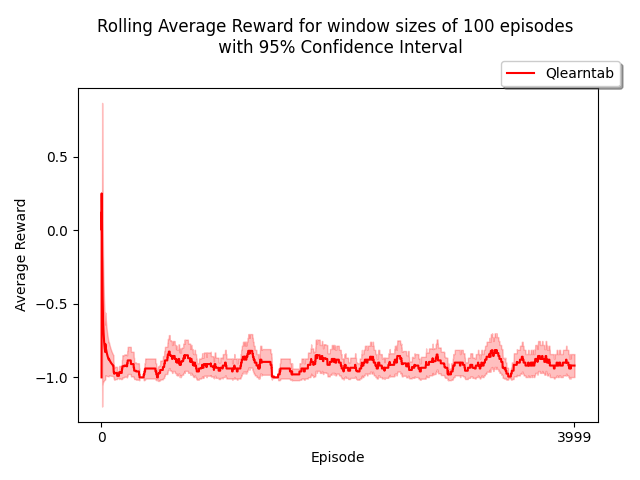 Rolling Average Reward for window sizes of 100 episodes
with 95% Confidence Interval
Qlearntab
Average Reward
0.5
0.0
−0.5
−1.0
0
3999
Episode